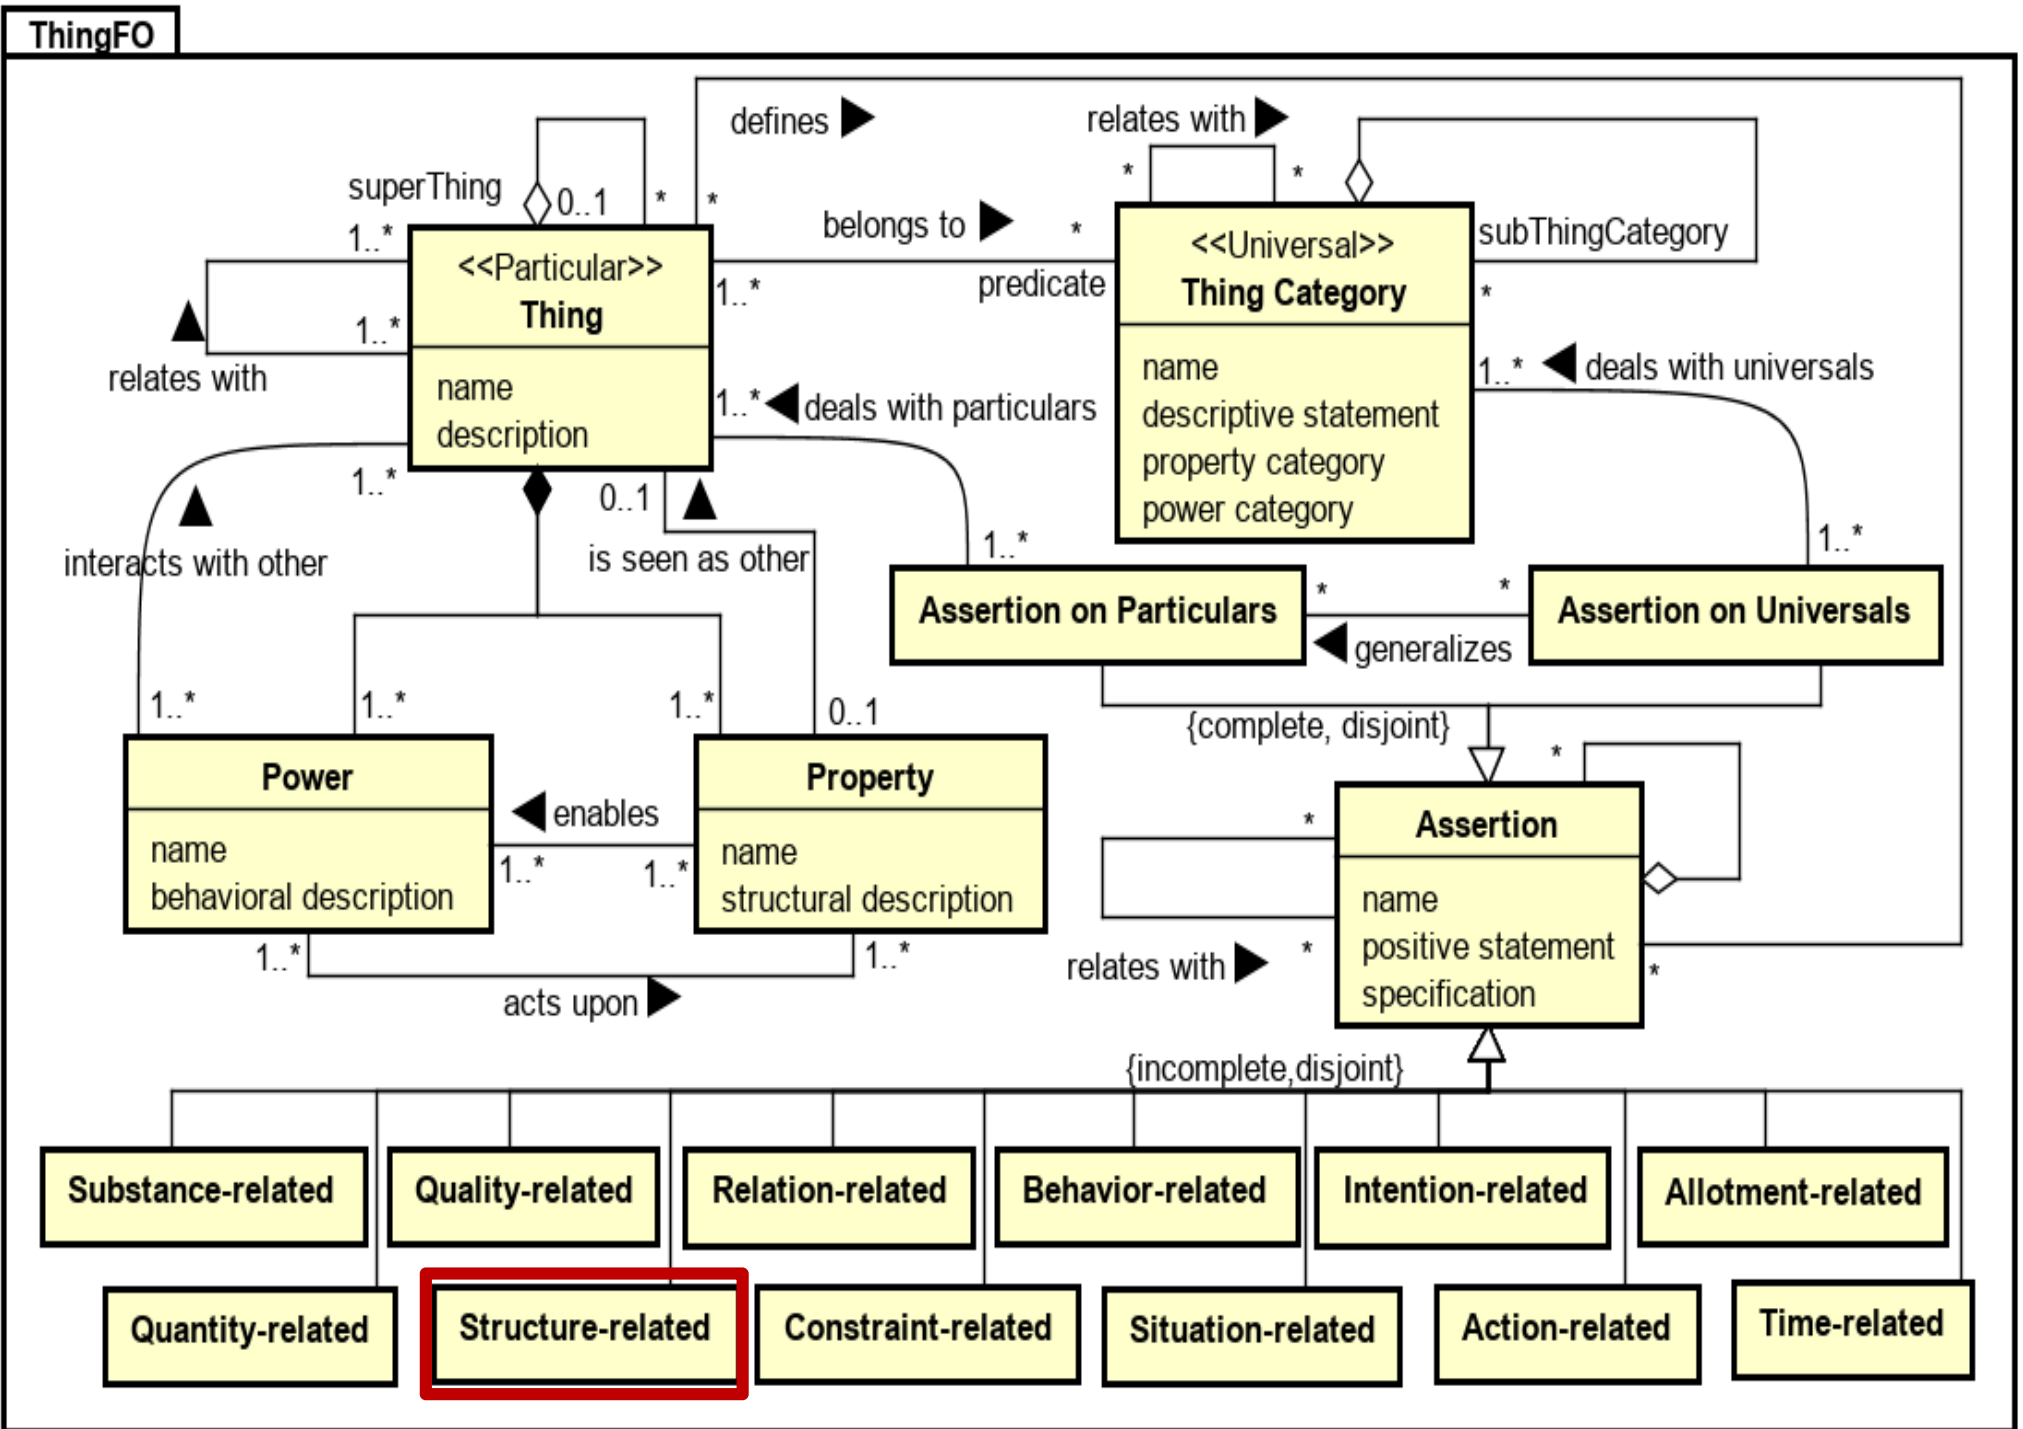 ThingFO
defines ▶
relates with ▶
*
*
superThing
0..1
*
*
1..*
belongs to ▶
*
<<Particular>>
Thing
name
description
1..*
predicate
<<Universal>>
Thing Category
name
descriptive statement
property category
power category
subThingCategory
*
1..*
▲
relates with
1..*
◀ deals with particulars
1..*
◀ deals with universals
1..*
▲
interacts with other
0..1
▲
is seen as other
1..*
1..*
Assertion on Particulars
*
*
Assertion on Universals
◀ generalizes
1..*
1..*
1..*
0..1
{complete, disjoint}
Power
name
behavioral description
◀ enables
1..*
1..*
Property
name
structural description
*
*
Assertion
name
positive statement
specification
1..*
1..*
acts upon ▶
relates with ▶
*
*
{incomplete,disjoint}
Substance-related
Quality-related
Relation-related
Behavior-related
Intention-related
Allotment-related
Quantity-related
Structure-related
Constraint-related
Situation-related
Action-related
Time-related